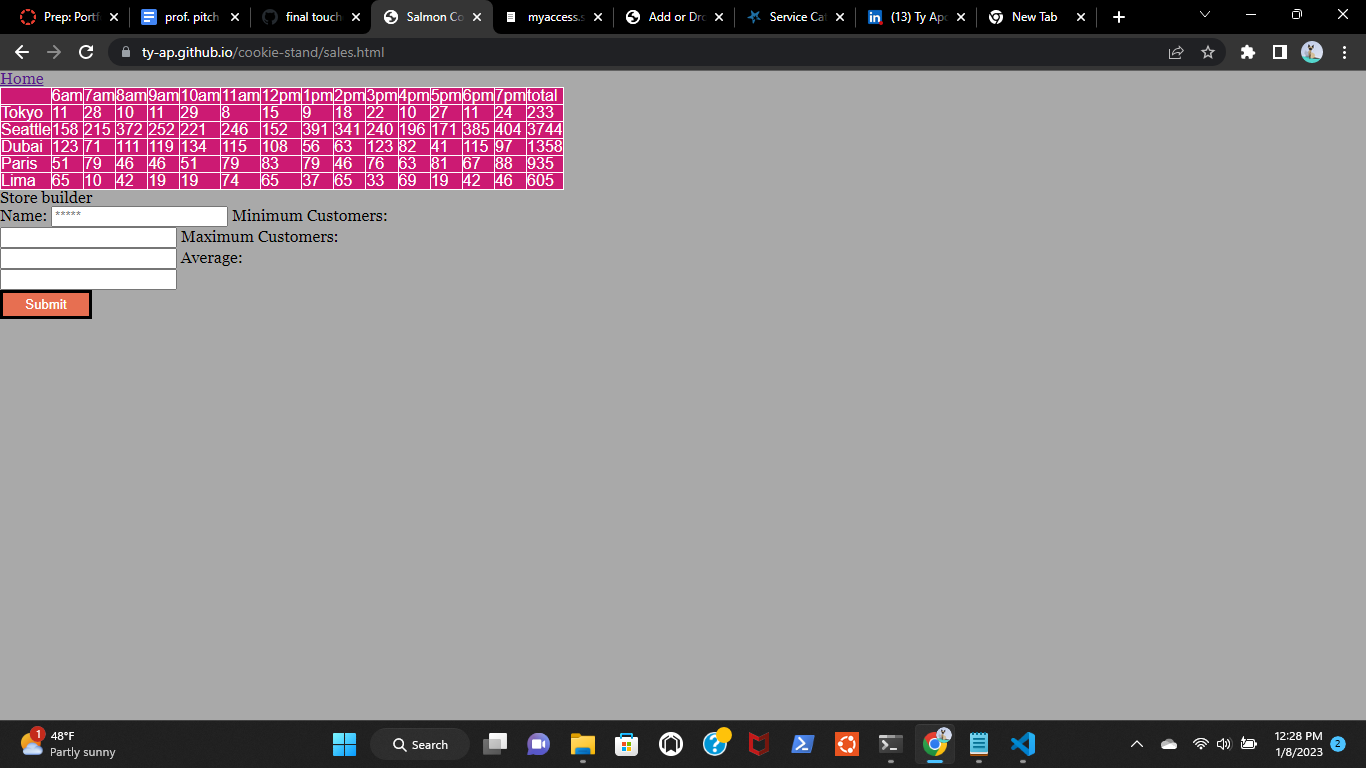 Prep: Portf
prof. pitch
final touch
Salmon Co
myaccess.s
Add or Dro
Service Cat
(13) Ty Apo
New Tab
ty-ap.github.io/cookie-stand/sales.html
Home
6am 7am 8am 9am 10am 11am 12pm 1pm 2pm 3pm 4pm 5pm 6pm 7pm total
Tokyo 11 28 10 11 29 8 15 9 18 22 10 27 11 24 233
Seattle 158 215 372 252 221 246 152 391 341 240 196 171 385 404 3744
Dubai 123 71 111 119 134 115 108 56 63 123 82 41 115 97 1358
Paris 51 79 46 46 51 79 83 79 46 76 63 81 67 88 935
Lima 65 10 42 19 19 74 65 37 65 33 69 19 42 46 605
Store builder
Name: ***** Minimum Customers:
Maximum Customers:
Average:
Submit
1
48°F
Partly sunny
Search
12:28 PM
1/8/2023
2